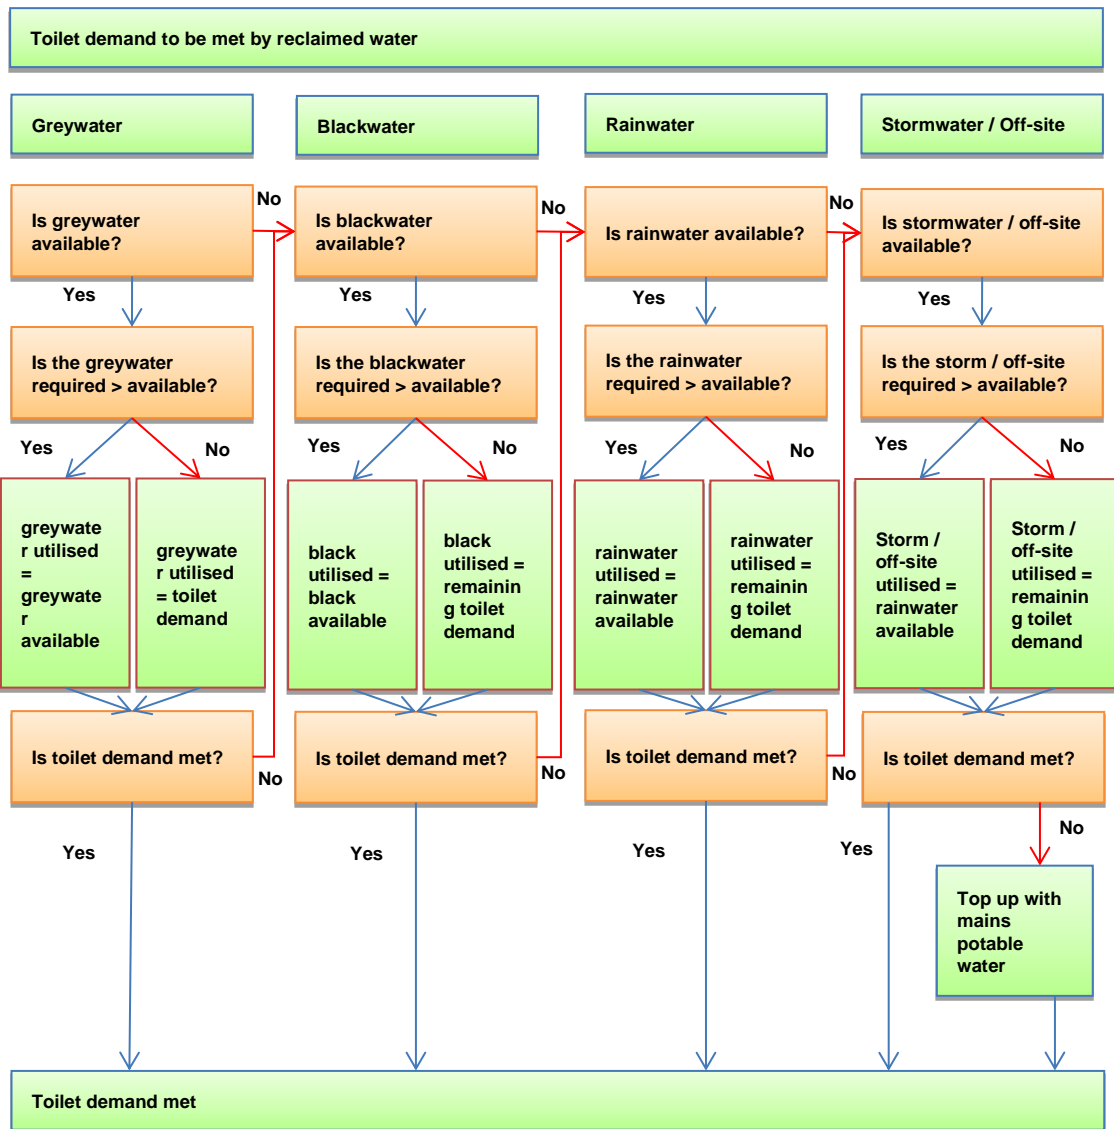 Toilet demand to be met by reclaimed water
Greywater
Blackwater
Rainwater
Stormwater / Off-site
Is greywater
available?
No
Is blackwater
available?
No
Is rainwater available?
No
Is stormwater / off-site
available?
Yes
Yes
Yes
Yes
Is the greywater
required > available?
Is the blackwater
required > available?
Is the rainwater
required > available?
Is the storm / off-site
required > available?
Yes
No
Yes
No
Yes
No
Yes
No
greywate
r utilised
=
greywate
r
available
greywate
r utilised
= toilet
demand
black
utilised =
black
available
black
utilised =
remainin
g toilet
demand
rainwater
utilised =
rainwater
available
rainwater
utilised =
remainin
g toilet
demand
Storm /
off-site
utilised =
rainwater
available
Storm /
off-site
utilised =
remainin
g toilet
demand
Is toilet demand met?
No
Is toilet demand met?
No
Is toilet demand met?
No
Is toilet demand met?
Yes
Yes
Yes
Yes
No
Top up with
mains
potable
water
Toilet demand met